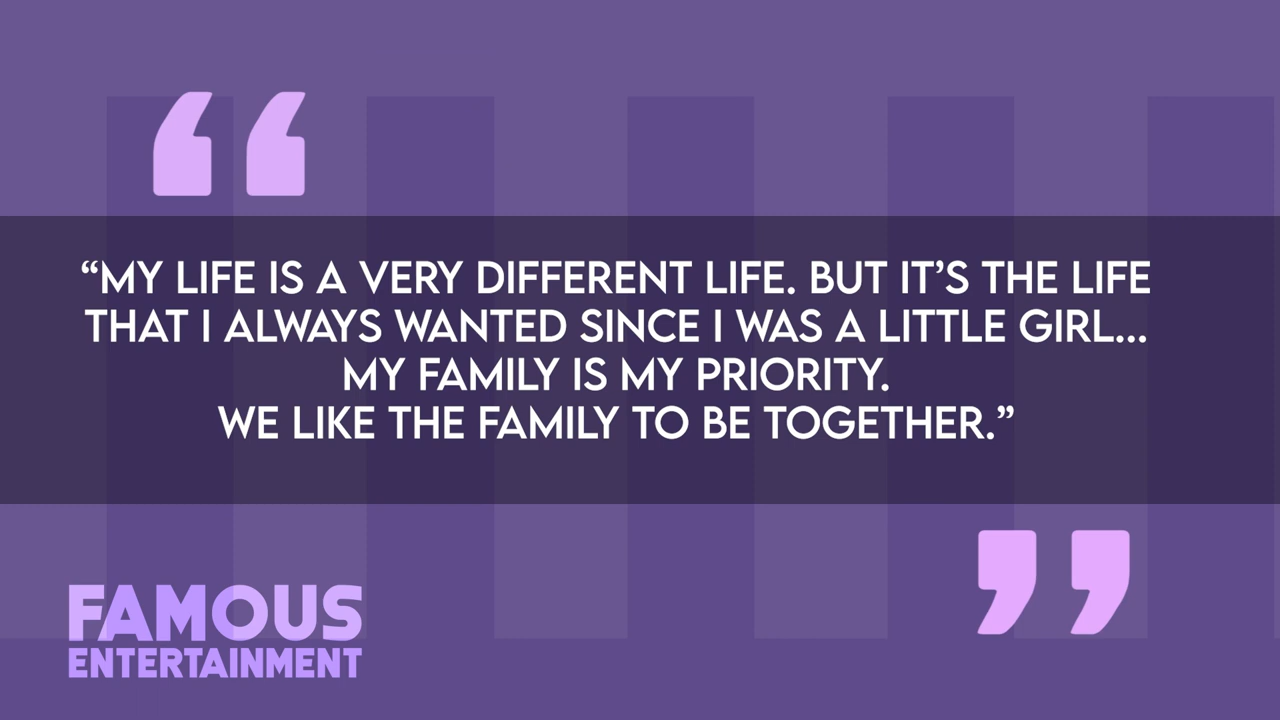 “MY LIFE IS A VERY DIFFERENT LIFE. BUT IT’S THE LIFE
THAT I ALWAYS WANTED SINCE I WAS A LITTLE GIRL...
MY FAMILY IS MY PRIORITY.
WE LIKE THE FAMILY TO BE TOGETHER.”
FAMOUS
ENTERTAINMENT